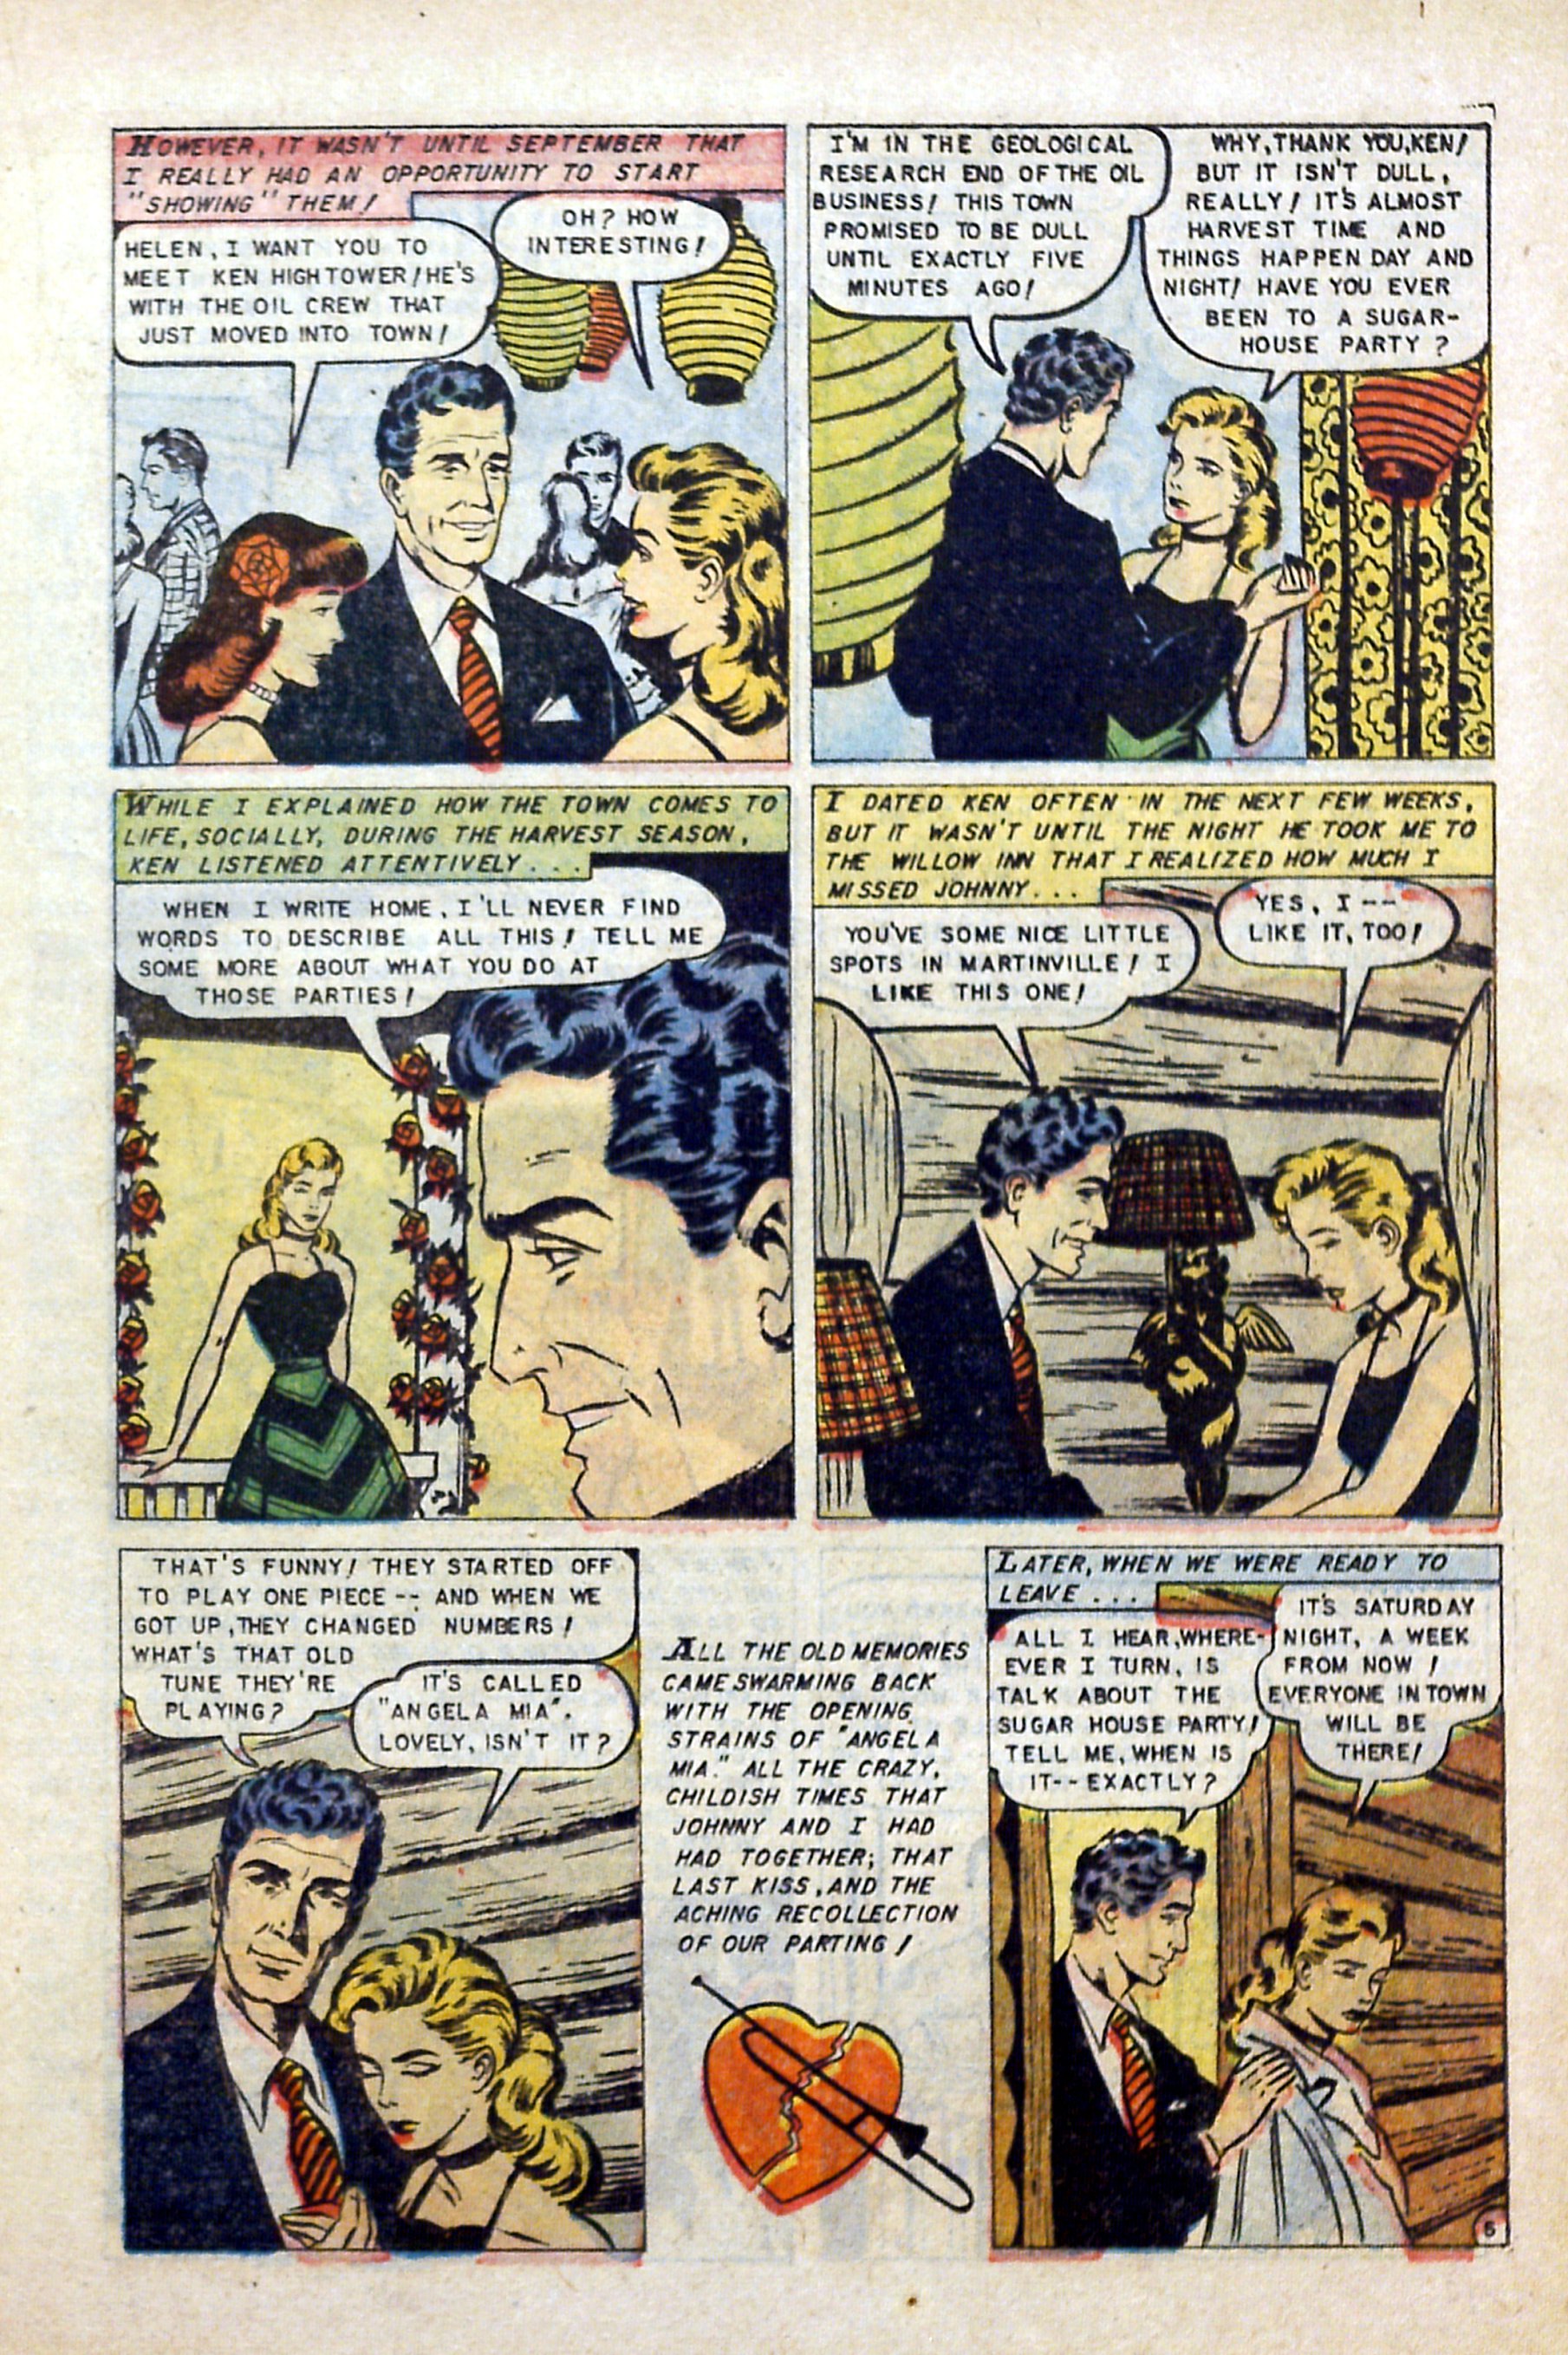 HOWEVER, IT WASN'T UNTIL SEPTEMBER THAT
I REALLY HAD AN OPPORTUNITY TO START
"SHOWING" THEM!
HELEN, I WANT YOU TO
MEET KEN HIGHTOWER! HE'S
WITH THE OIL CREW THAT
JUST MOVED INTO TOWN!
OH? HOW
INTERESTING!
I'M IN THE GEOLOGICAL
RESEARCH END OF THE OIL
BUSINESS! THIS TOWN
PROMISED TO BE DULL
UNTIL EXACTLY FIVE
MINUTES AGO!
WHY, THANK YOU, KEN!
BUT IT ISN'T DULL,
REALLY! IT'S ALMOST
HARVEST TIME AND
THINGS HAPPEN DAY AND
NIGHT! HAVE YOU EVER
BEEN TO A SUGAR-
HOUSE PARTY?
WHILE I EXPLAINED HOW THE TOWN COMES TO
LIFE, SOCIALLY, DURING THE HARVEST SEASON,
KEN LISTENED ATTENTIVELY...
WHEN I WRITE HOME, I'LL NEVER FIND
WORDS TO DESCRIBE ALL THIS! TELL ME
SOME MORE ABOUT WHAT YOU DO AT
THOSE PARTIES!
I DATED KEN OFTEN IN THE NEXT FEW WEEKS,
BUT IT WASN'T UNTIL THE NIGHT HE TOOK ME TO
THE WILLOW INN THAT I REALIZED HOW MUCH I
MISSED JOHNNY...
YOU'VE SOME NICE LITTLE
SPOTS IN MARTINVILLE! I
LIKE THIS ONE!
YES, I --
LIKE IT, TOO!
THAT'S FUNNY! THEY STARTED OFF
TO PLAY ONE PIECE -- AND WHEN WE
GOT UP, THEY CHANGED NUMBERS!
WHAT'S THAT OLD
TUNE THEY'RE
PLAYING?
IT'S CALLED
"ANGELA MIA".
LOVELY, ISN'T IT?
ALL THE OLD MEMORIES
CAME SWARMING BACK
WITH THE OPENING
STRAINS OF "ANGELA
MIA." ALL THE CRAZY,
CHILDISH TIMES THAT
JOHNNY AND I HAD
HAD TOGETHER; THAT
LAST KISS, AND THE
ACHING RECOLLECTION
OF OUR PARTING!
LATER, WHEN WE WERE READY TO
LEAVE...
ALL I HEAR, WHERE-
EVER I TURN, IS
TALK ABOUT THE
SUGAR HOUSE PARTY!
TELL ME, WHEN IS
IT-- EXACTLY?
IT'S SATURDAY
NIGHT, A WEEK
FROM NOW!
EVERYONE IN TOWN
WILL BE
THERE!
5